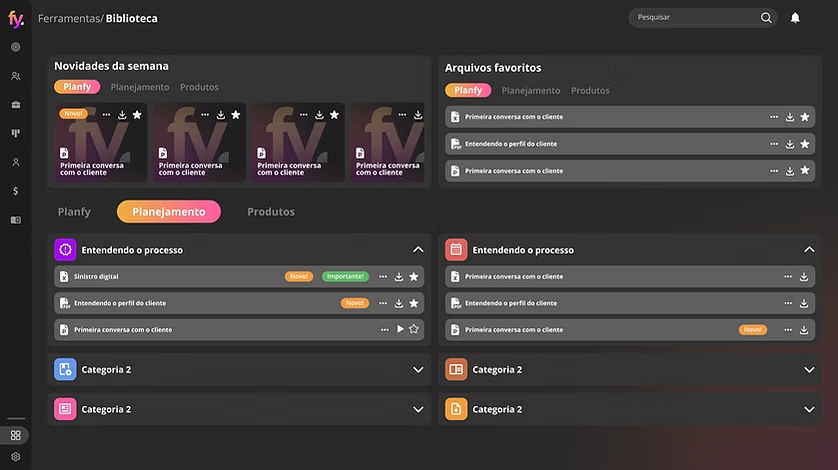 fy.
Ferramentas/Biblioteca
Pesquisar
Novidades da semana
Planfy Planejamento Produtos
Novo!
fy.
Primeira conversa
com o cliente
fy.
Primeira conversa
com o cliente
fy.
Primeira conversa
com o cliente
fy.
Primeira conversa
com o cliente
Arquivos favoritos
Planfy Planejamento Produtos
Primeira conversa com o cliente
Entendendo o perfil do cliente
Primeira conversa com o cliente
Planfy Planejamento Produtos
Entendendo o processo
Sinistro digital Novo! Importante!
Entendendo o perfil do cliente Novo!
Primeira conversa com o cliente
Categoria 2
Categoria 2
Entendendo o processo
Primeira conversa com o cliente
Entendendo o perfil do cliente
Primeira conversa com o cliente Novo!
Categoria 2
Categoria 2